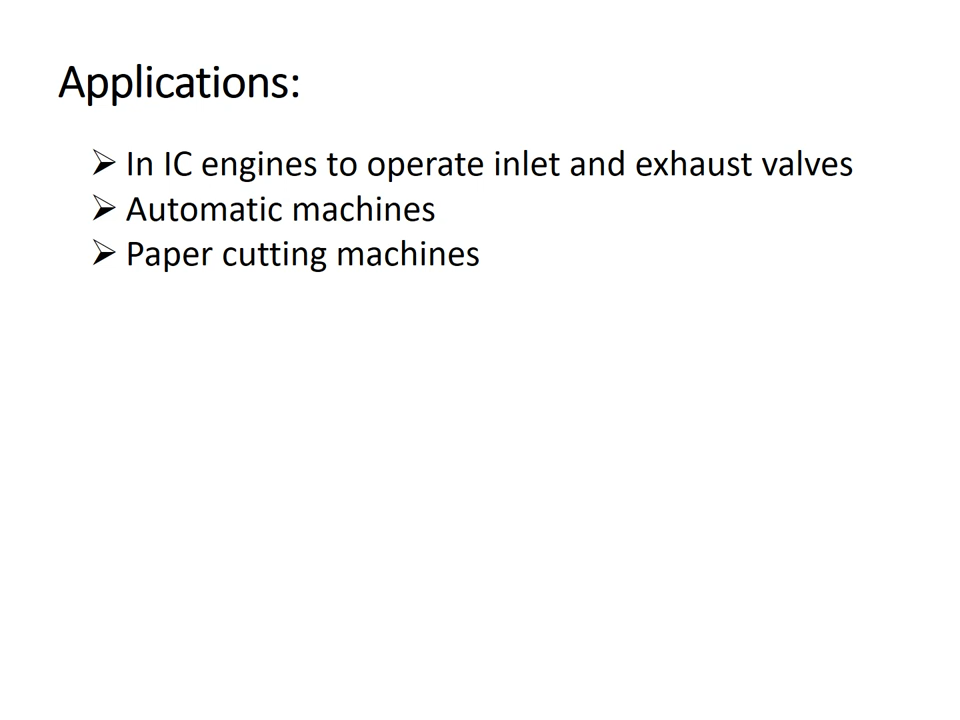 Applications:
➢ In IC engines to operate inlet and exhaust valves
➢ Automatic machines
➢ Paper cutting machines